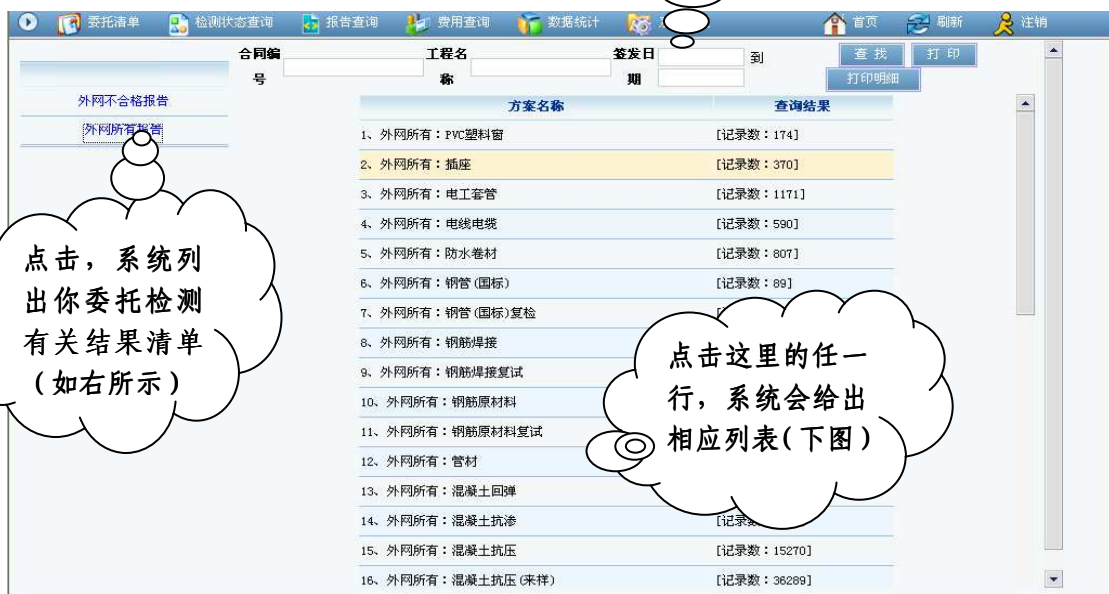 委托清单 检测状态查询 报告查询 费用查询 数据统计 首页 刷新 注销
合同编号 工程名称 签发日期 到 查 找 打 印
打印明细
外网不合格报告
外网所有报告
方案名称 查询结果
1、外网所有：PVC塑料窗 [记录数：174]
2、外网所有：插座 [记录数：370]
3、外网所有：电工套管 [记录数：1171]
4、外网所有：电线电缆 [记录数：590]
5、外网所有：防水卷材 [记录数：807]
6、外网所有：钢管(国标) [记录数：89]
7、外网所有：钢管(国标)复检
8、外网所有：钢筋焊接
9、外网所有：钢筋焊接复试
10、外网所有：钢筋原材料
11、外网所有：钢筋原材料复试
12、外网所有：管材
13、外网所有：混凝土回弹
14、外网所有：混凝土抗渗 [记录
15、外网所有：混凝土抗压 [记录数：15270]
16、外网所有：混凝土抗压(来样) [记录数：36289]
点击，系统列
出你委托检测
有关结果清单
（如右所示）
点击这里的任一
行，系统会给出
相应列表(下图)